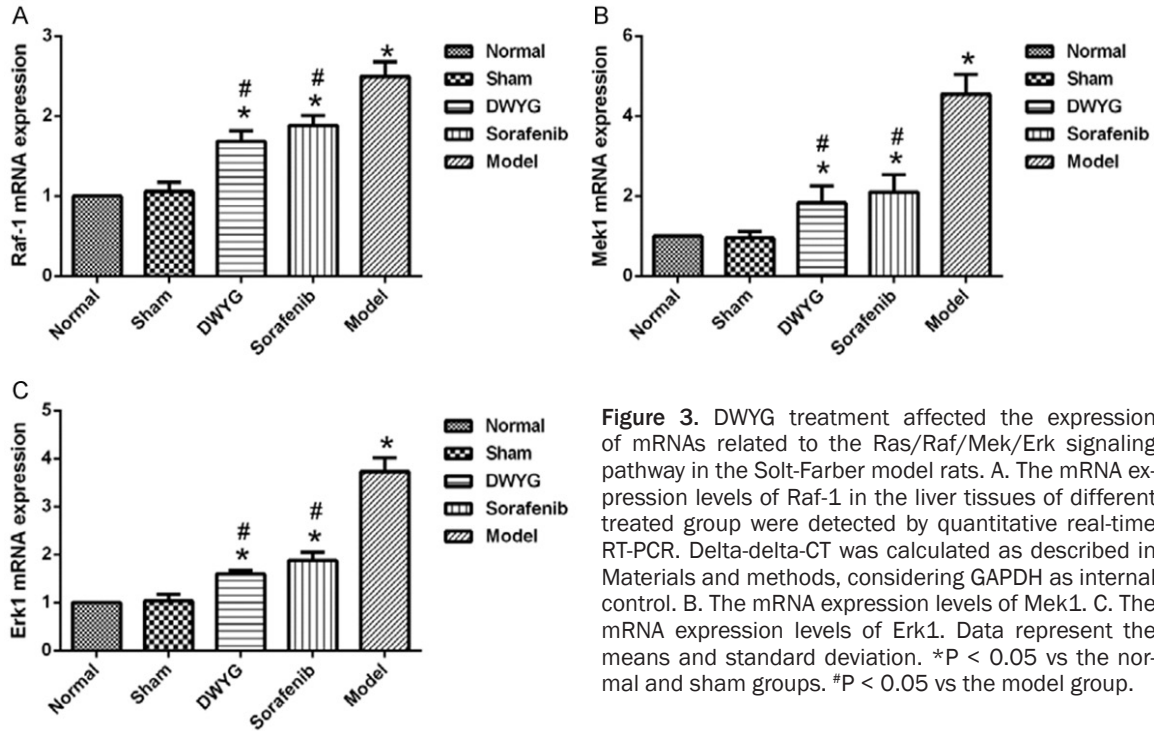 A
Raf-1 mRNA expression
3
2
1
0
#
*
#
*
*
Normal
Sham
DWYG
Sorafenib
Model
Normal
Sham
DWYG
Sorafenib
Model
B
Mek1 mRNA expression
6
4
2
0
#
*
#
*
*
Normal
Sham
DWYG
Sorafenib
Model
Normal
Sham
DWYG
Sorafenib
Model
C
Erk1 mRNA expression
5
4
3
2
1
0
#
*
#
*
*
Normal
Sham
DWYG
Sorafenib
Model
Normal
Sham
DWYG
Sorafenib
Model
Figure 3. DWYG treatment affected the expression
of mRNAs related to the Ras/Raf/Mek/Erk signaling
pathway in the Solt-Farber model rats. A. The mRNA ex-
pression levels of Raf-1 in the liver tissues of different
treated group were detected by quantitative real-time
RT-PCR. Delta-delta-CT was calculated as described in
Materials and methods, considering GAPDH as internal
control. B. The mRNA expression levels of Mek1. C. The
mRNA expression levels of Erk1. Data represent the
means and standard deviation. *P < 0.05 vs the nor-
mal and sham groups. #P < 0.05 vs the model group.